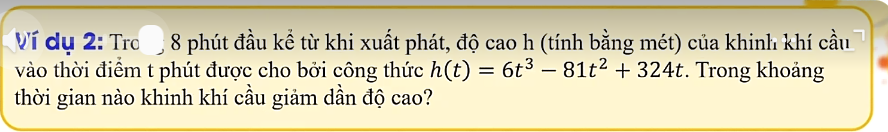 Ví dụ 2: Tro 8 phút đầu kể từ khi xuất phát, độ cao h (tính bằng mét) của khinh khí cầu
vào thời điểm t phút được cho bởi công thức h(t) = 6t³ − 81t² + 324t. Trong khoảng
thời gian nào khinh khí cầu giảm dần độ cao?